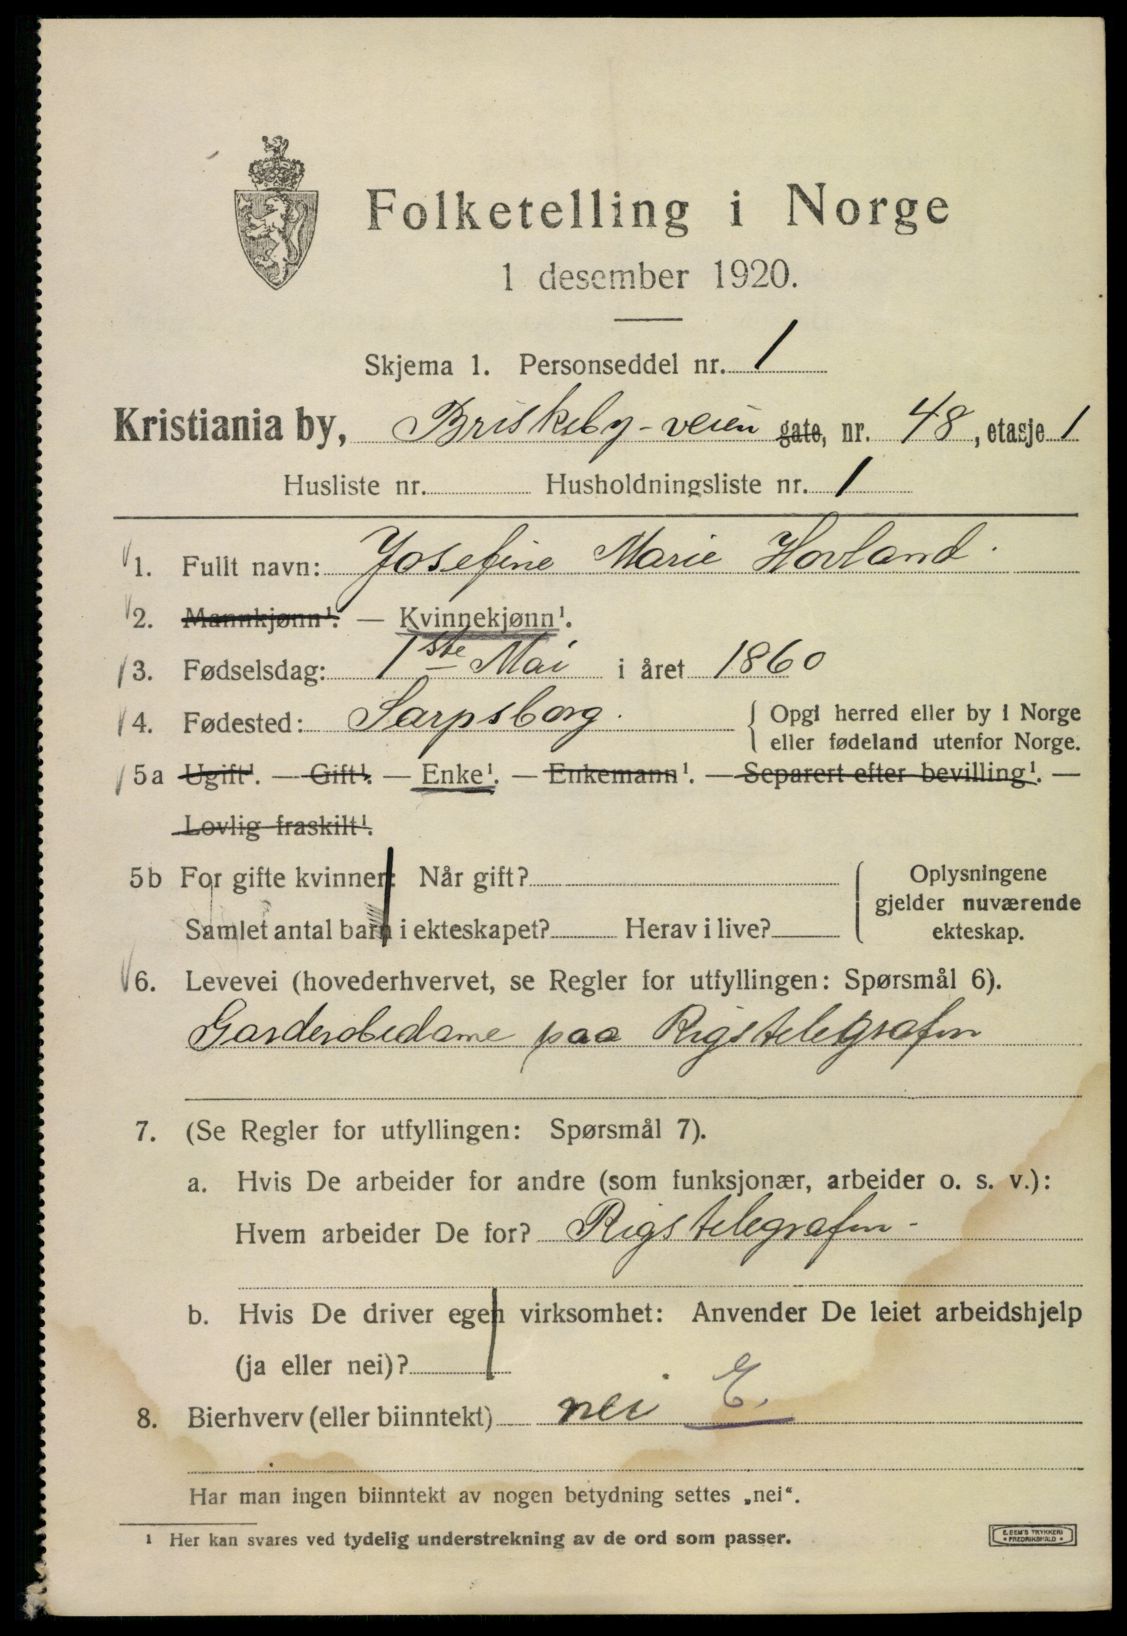 Folketelling i Norge
1 desember 1920.
Skjema 1. Personseddel nr. 1
Kristiania by, Briskeby-veien gate, nr. 48, etasje 1
Husliste nr. Husholdningsliste nr. 1
1. Fullt navn: Josefine Marie Hovland.
2. Mannkjønn¹. — Kvinnekjønn¹.
3. Fødselsdag: 1ste Mai i året 1860
4. Fødested: Sarpsborg. { Opgi herred eller by i Norge
eller fødeland utenfor Norge.
5a Ugift¹. — Gift¹. — Enke¹. — Enkemann¹. — Separert efter bevilling¹. —
Lovlig fraskilt¹.
5b For gifte kvinner: Når gift?
Samlet antal barn i ekteskapet? Herav i live?
Oplysningene
gjelder nuværende
ekteskap.
6. Levevei (hovederhvervet, se Regler for utfyllingen: Spørsmål 6).
Garderobedame paa Rigstelegrafen
7. (Se Regler for utfyllingen: Spørsmål 7).
a. Hvis De arbeider for andre (som funksjonær, arbeider o. s. v.):
Hvem arbeider De for? Rigstelegrafen -
b. Hvis De driver egen virksomhet: Anvender De leiet arbeidshjelp
(ja eller nei)?
8. Bierhverv (eller biinntekt) nei E.
Har man ingen biinntekt av nogen betydning settes „nei“.
¹ Her kan svares ved tydelig understrekning av de ord som passer.
E. SEM'S TRYKKERI
FREDRIKSHALD